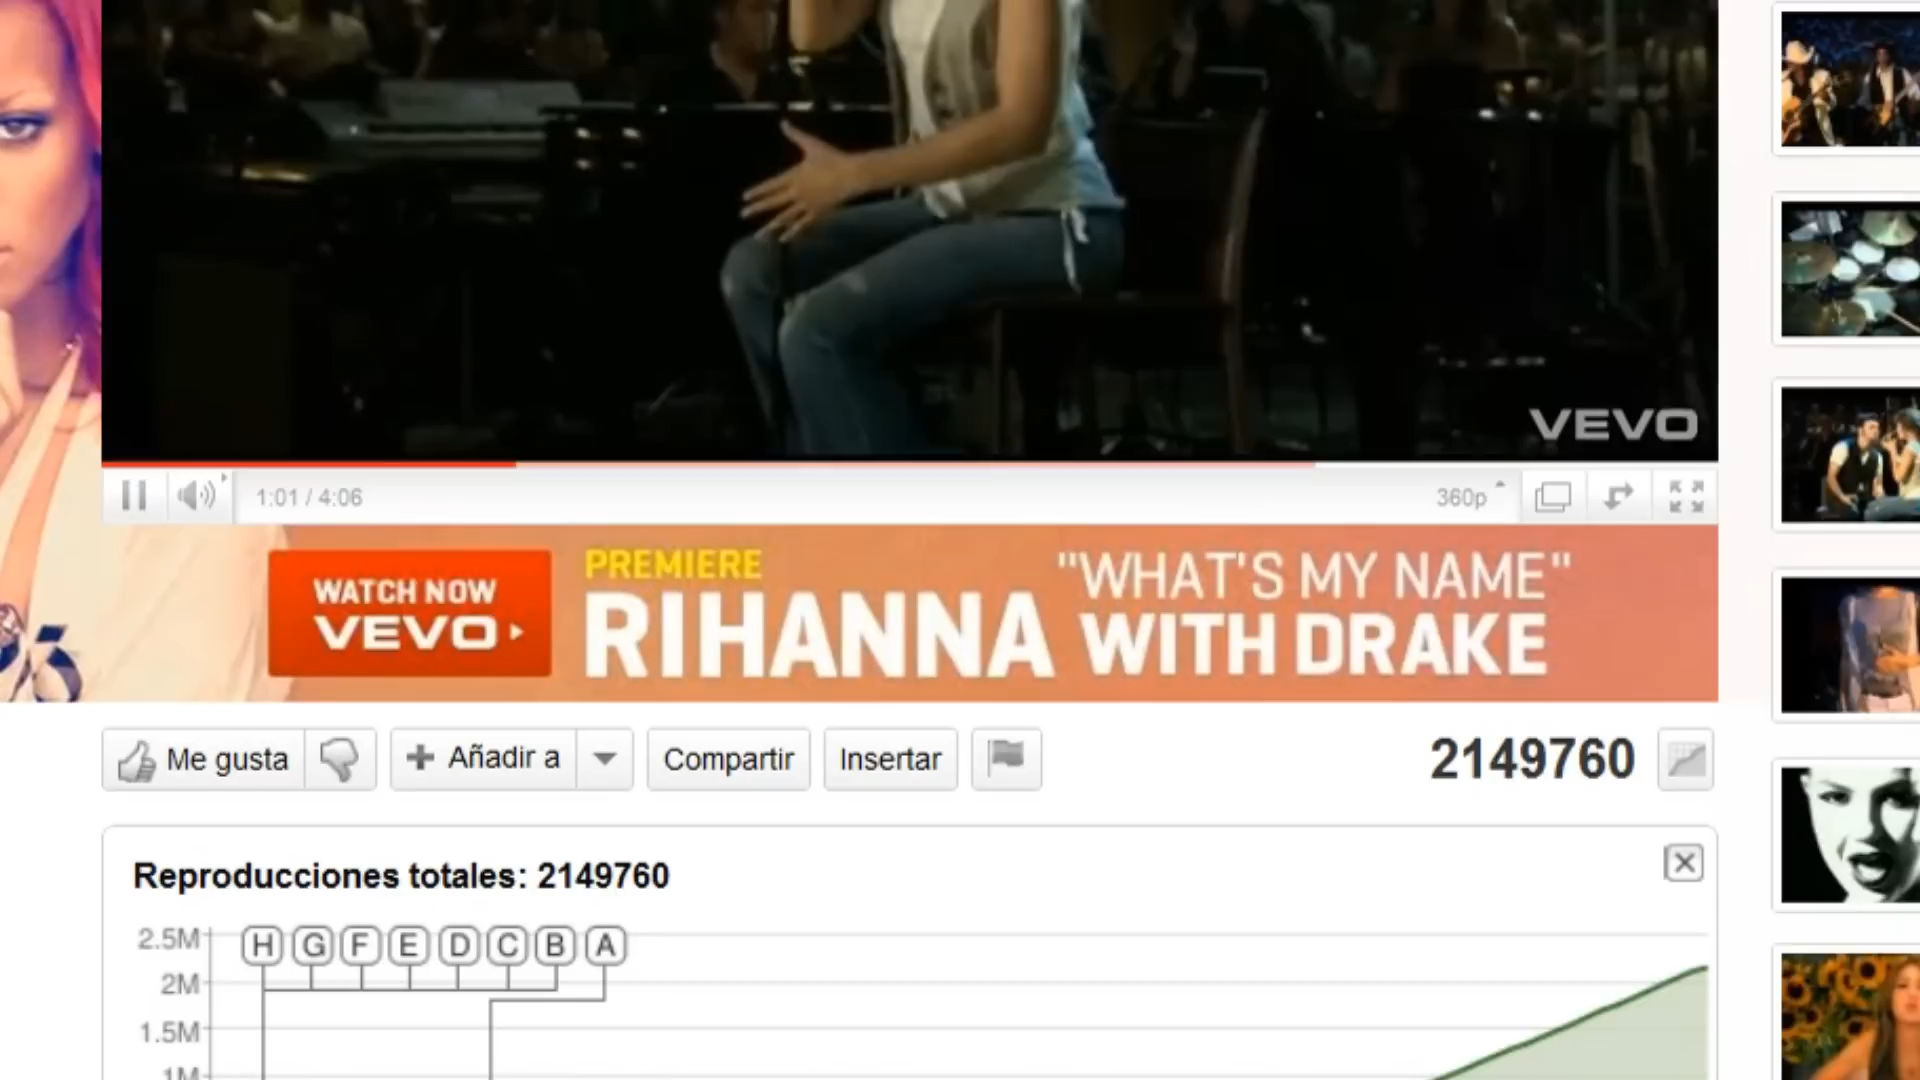 VEVO
1:01 / 4:06
360p
WATCH NOW
VEVO
PREMIERE
RIHANNA
"WHAT'S MY NAME"
WITH DRAKE
Me gusta
Añadir a
Compartir
Insertar
2149760
Reproducciones totales: 2149760
2.5M
H G F E D C B A
2M
1.5M
1M